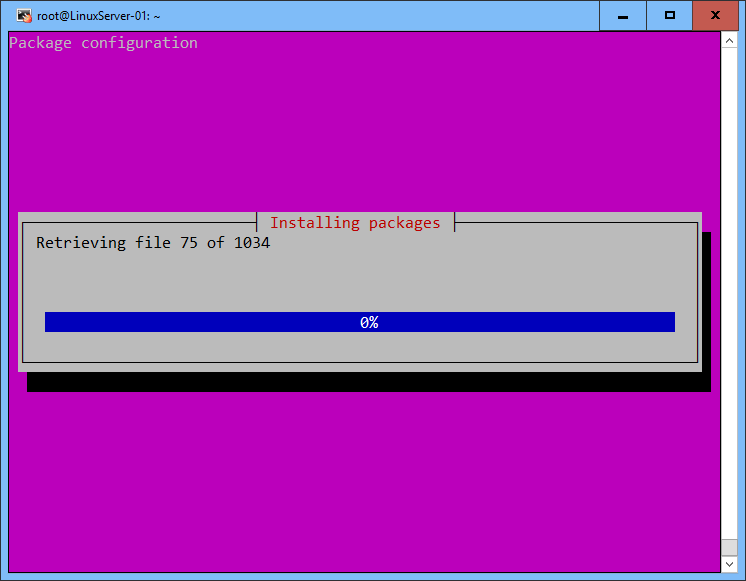 root@LinuxServer-01: ~
Package configuration
Installing packages
Retrieving file 75 of 1034
0%